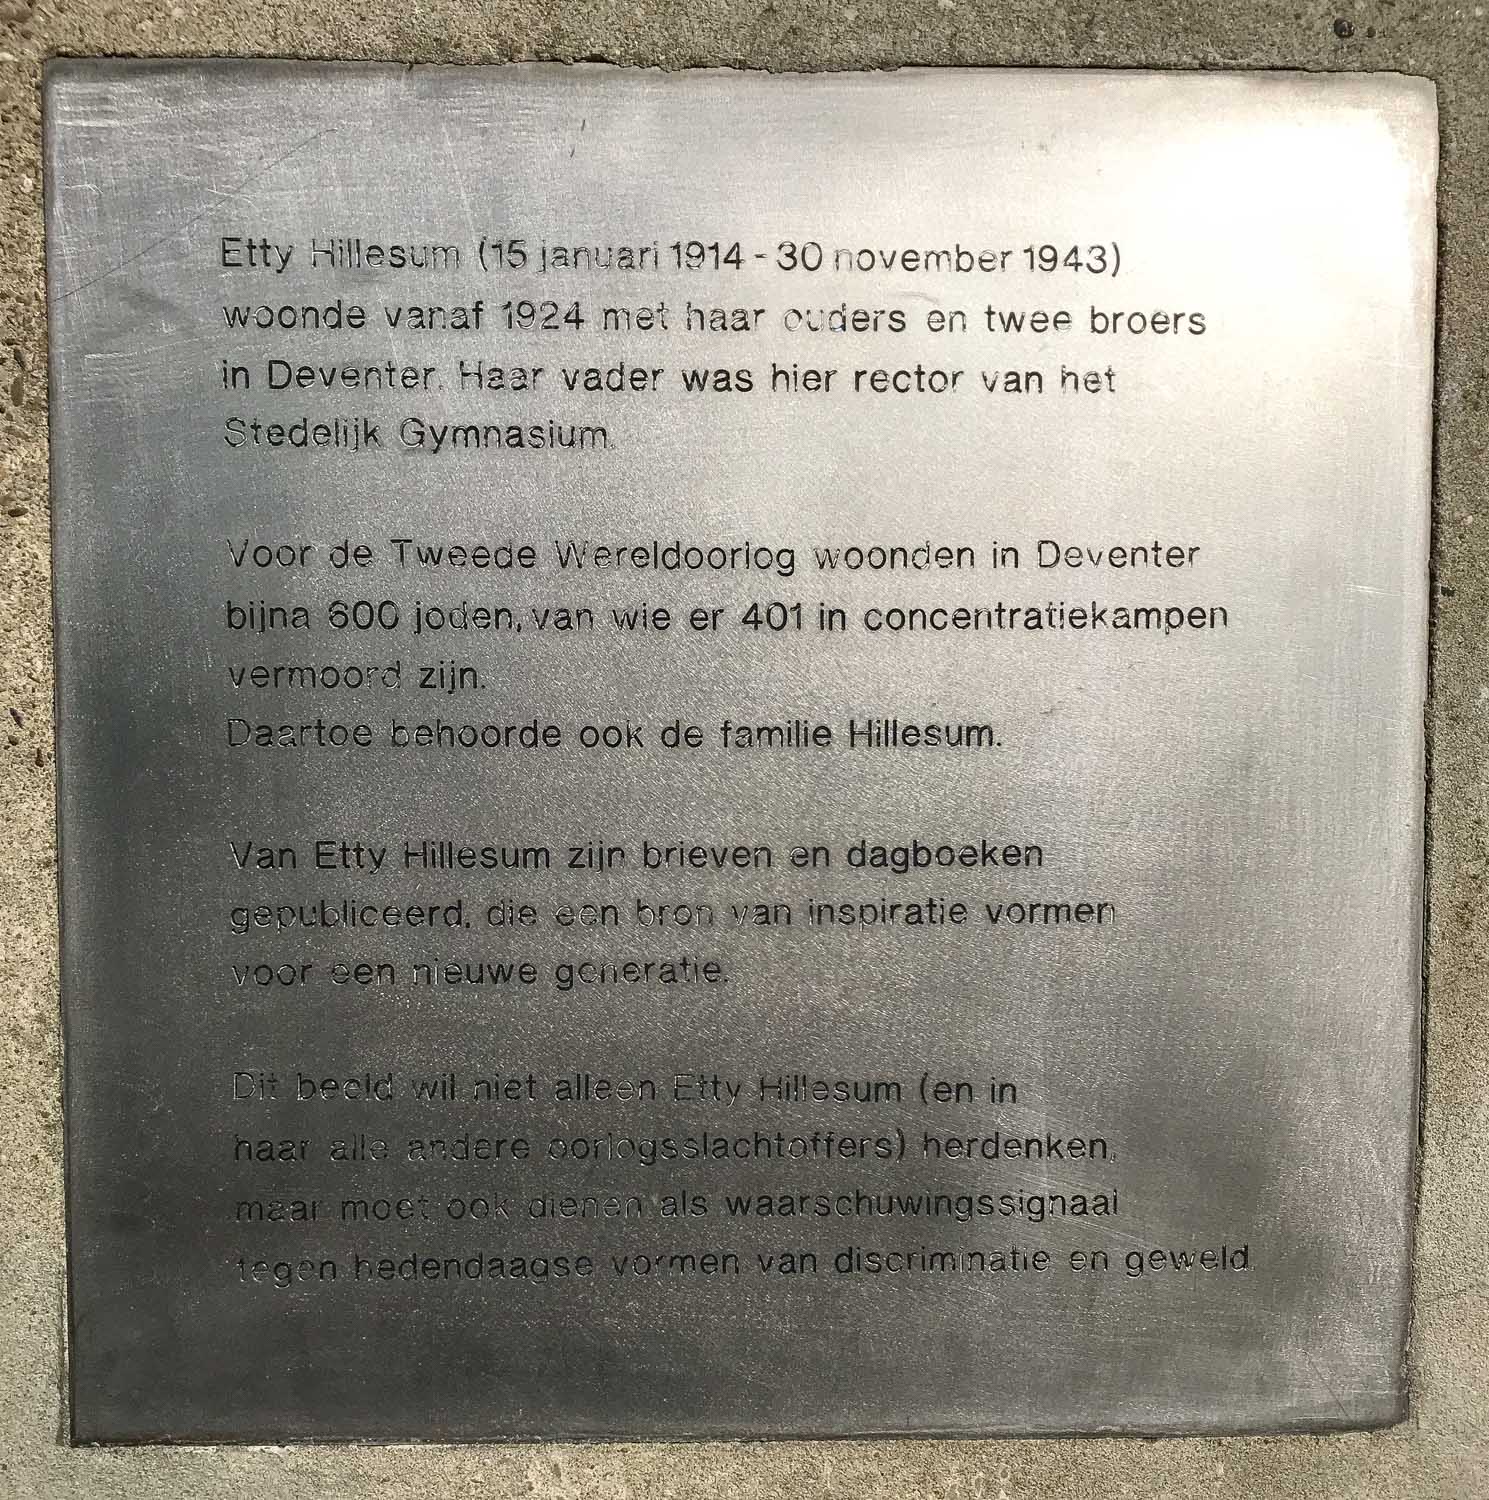 Etty Hillesum (15 januari 1914 - 30 november 1943)
woonde vanaf 1924 met haar ouders en twee broers
in Deventer. Haar vader was hier rector van het
Stedelijk Gymnasium.
Voor de Tweede Wereldoorlog woonden in Deventer
bijna 600 joden, van wie er 401 in concentratiekampen
vermoord zijn.
Daartoe behoorde ook de familie Hillesum.
Van Etty Hillesum zijn brieven en dagboeken
gepubliceerd, die een bron van inspiratie vormen
voor een nieuwe generatie.
Dit beeld wil niet alleen Etty Hillesum (en in
haar alle andere oorlogsslachtoffers) herdenken,
maar moet ook dienen als waarschuwingssignaal
tegen hedendaagse vormen van discriminatie en geweld.